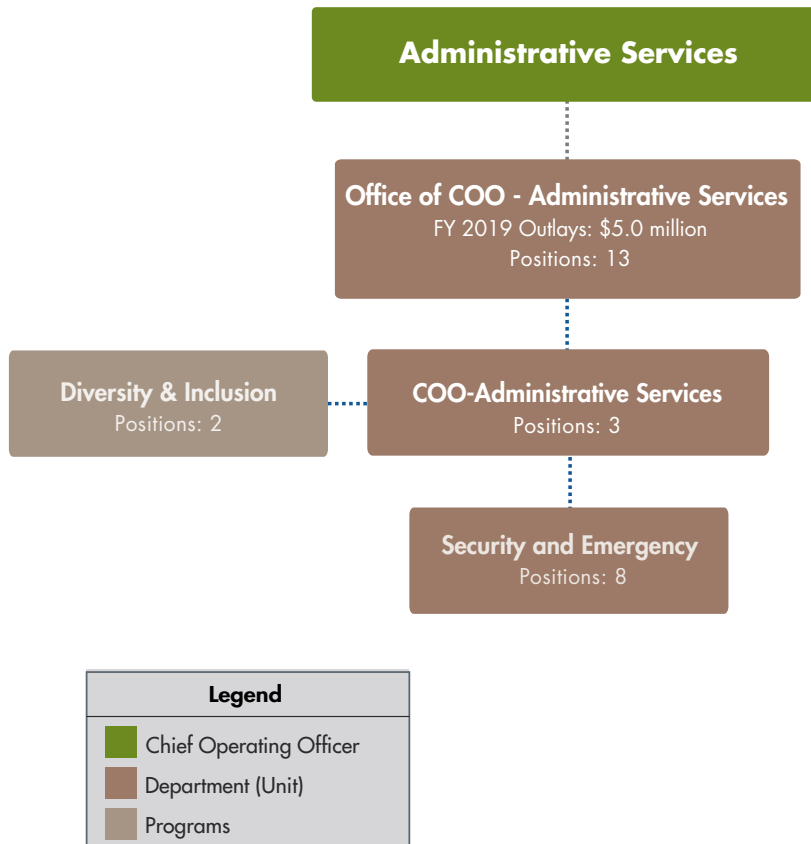 Administrative Services
Office of COO - Administrative Services
FY 2019 Outlays: $5.0 million
Positions: 13
Diversity & Inclusion
Positions: 2
COO-Administrative Services
Positions: 3
Security and Emergency
Positions: 8
Legend
Chief Operating Officer
Department (Unit)
Programs